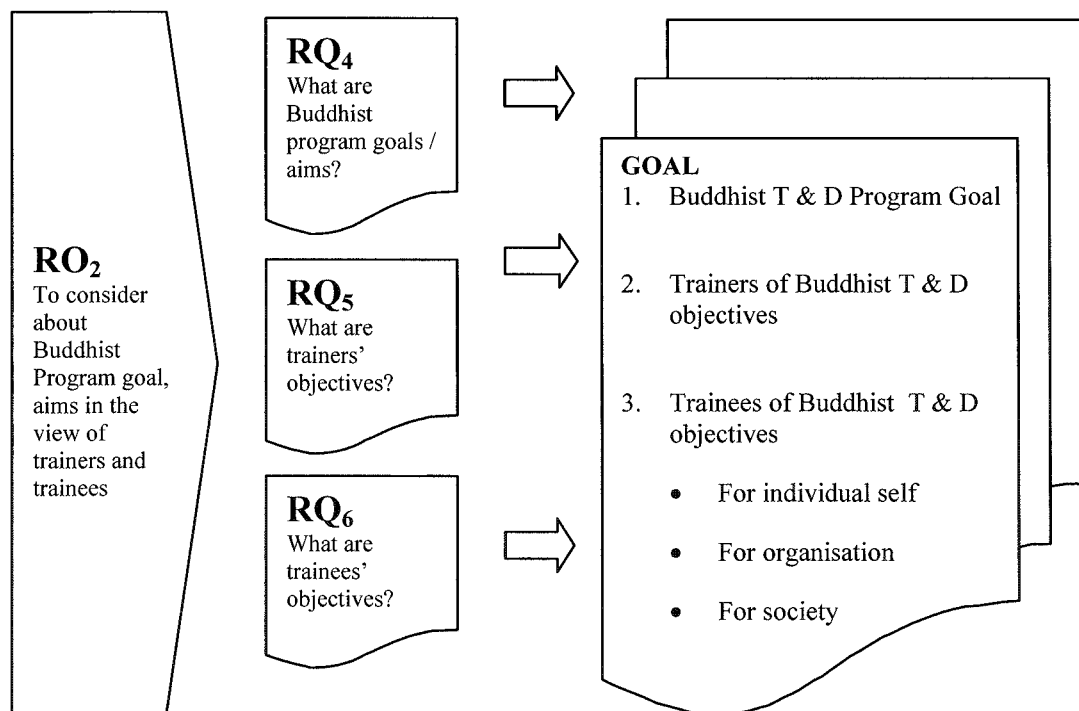 RO₂
To consider
about
Buddhist
Program goal,
aims in the
view of
trainers and
trainees
RQ₄
What are
Buddhist
program goals /
aims?
RQ₅
What are
trainers’
objectives?
RQ₆
What are
trainees’
objectives?
GOAL
1. Buddhist T & D Program Goal
2. Trainers of Buddhist T & D
objectives
3. Trainees of Buddhist T & D
objectives
• For individual self
• For organisation
• For society